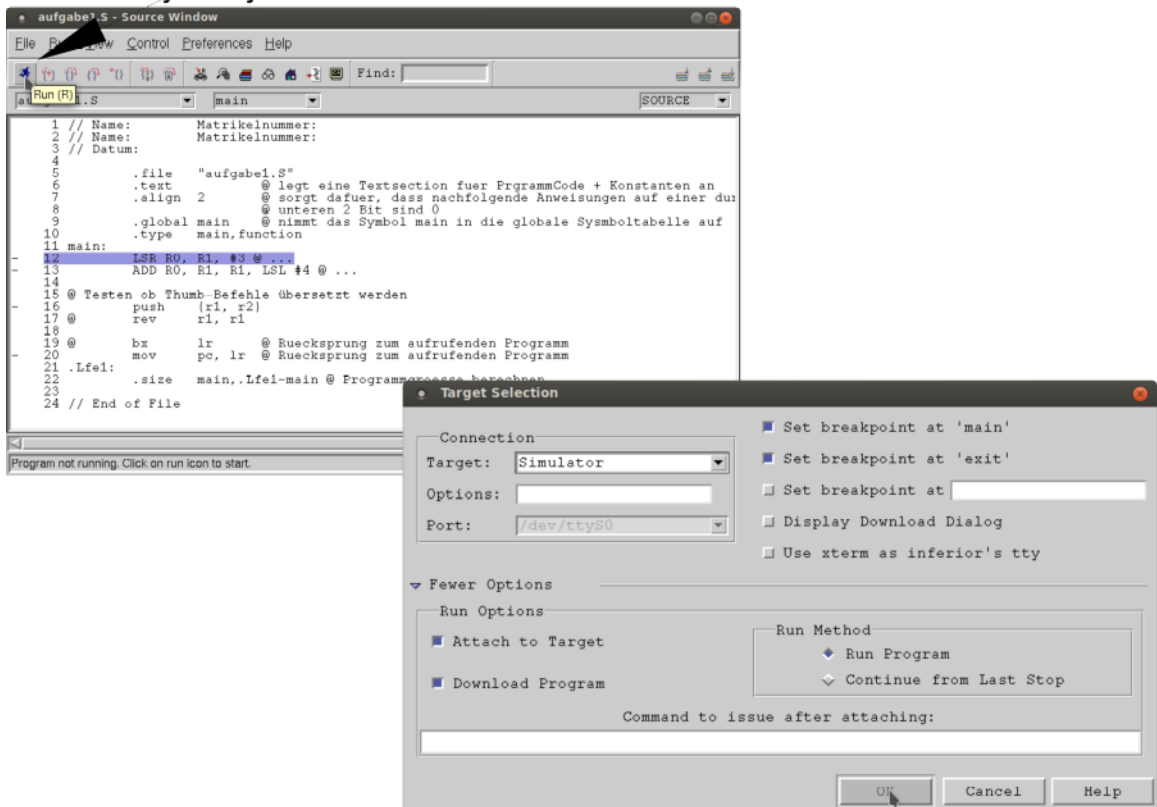 aufgabe1.S - Source Window
File View Control Preferences Help
Find:
Run (R)
main
SOURCE
1 // Name: Matrikelnummer:
2 // Name: Matrikelnummer:
3 // Datum:
4
5 .file "aufgabe1.S"
6 .text @ legt eine Textsection fuer PrgrammCode + Konstanten an
7 .align 2 @ sorgt dafuer, dass nachfolgende Anweisungen auf einer
8 @ unteren 2 Bit sind 0
9 .global main @ nimmt das Symbol main in die globale Sysmboltabelle auf
10 .type main,function
11 main:
12 LSR R0, R1, #3 @ ...
13 ADD R0, R1, R1, LSL #4 @ ...
14
15 @ Testen ob Thumb-Befehle übersetzt werden
16 push {r1, r2}
17 @ rev r1, r1
18
19 @ bx lr @ Ruecksprung zum aufrufenden Programm
20 mov pc, lr @ Ruecksprung zum aufrufenden Programm
21 .Lfe1:
22 .size main,.Lfe1-main @ Programmgroesse berechnen
23
24 // End of File
Program not running. Click on run icon to start.
Target Selection
Connection
Target: Simulator
Options:
Port: /dev/ttyS0
Set breakpoint at 'main'
Set breakpoint at 'exit'
Set breakpoint at
Display Download Dialog
Use xterm as inferior's tty
Fewer Options
Run Options
Attach to Target
Download Program
Run Method
Run Program
Continue from Last Stop
Command to issue after attaching:
OK Cancel Help